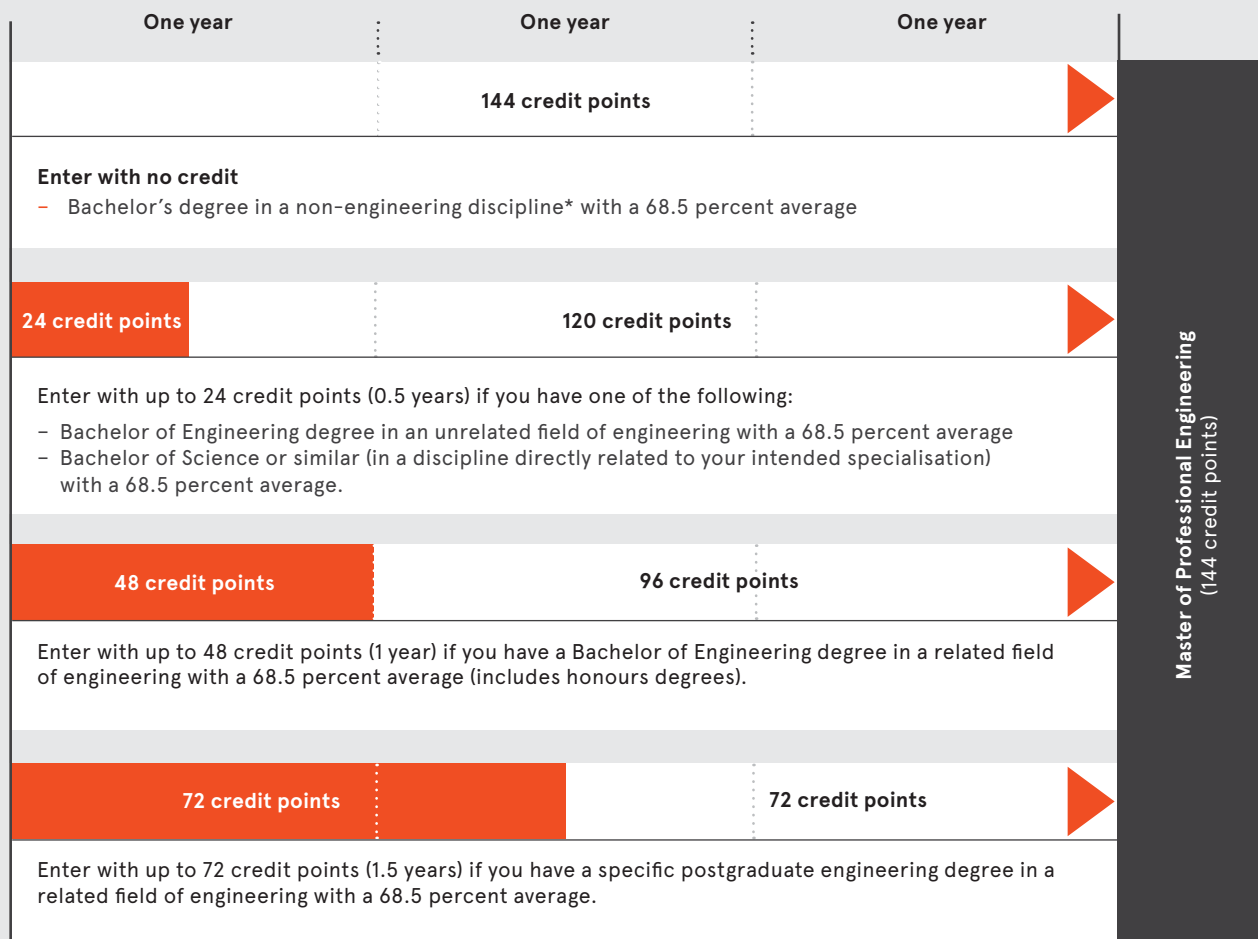 One year
One year
One year
144 credit points
Enter with no credit
– Bachelor's degree in a non-engineering discipline* with a 68.5 percent average
24 credit points
120 credit points
Enter with up to 24 credit points (0.5 years) if you have one of the following:
– Bachelor of Engineering degree in an unrelated field of engineering with a 68.5 percent average
– Bachelor of Science or similar (in a discipline directly related to your intended specialisation)
with a 68.5 percent average.
48 credit points
96 credit points
Enter with up to 48 credit points (1 year) if you have a Bachelor of Engineering degree in a related field
of engineering with a 68.5 percent average (includes honours degrees).
72 credit points
72 credit points
Enter with up to 72 credit points (1.5 years) if you have a specific postgraduate engineering degree in a
related field of engineering with a 68.5 percent average.
Master of Professional Engineering
(144 credit points)